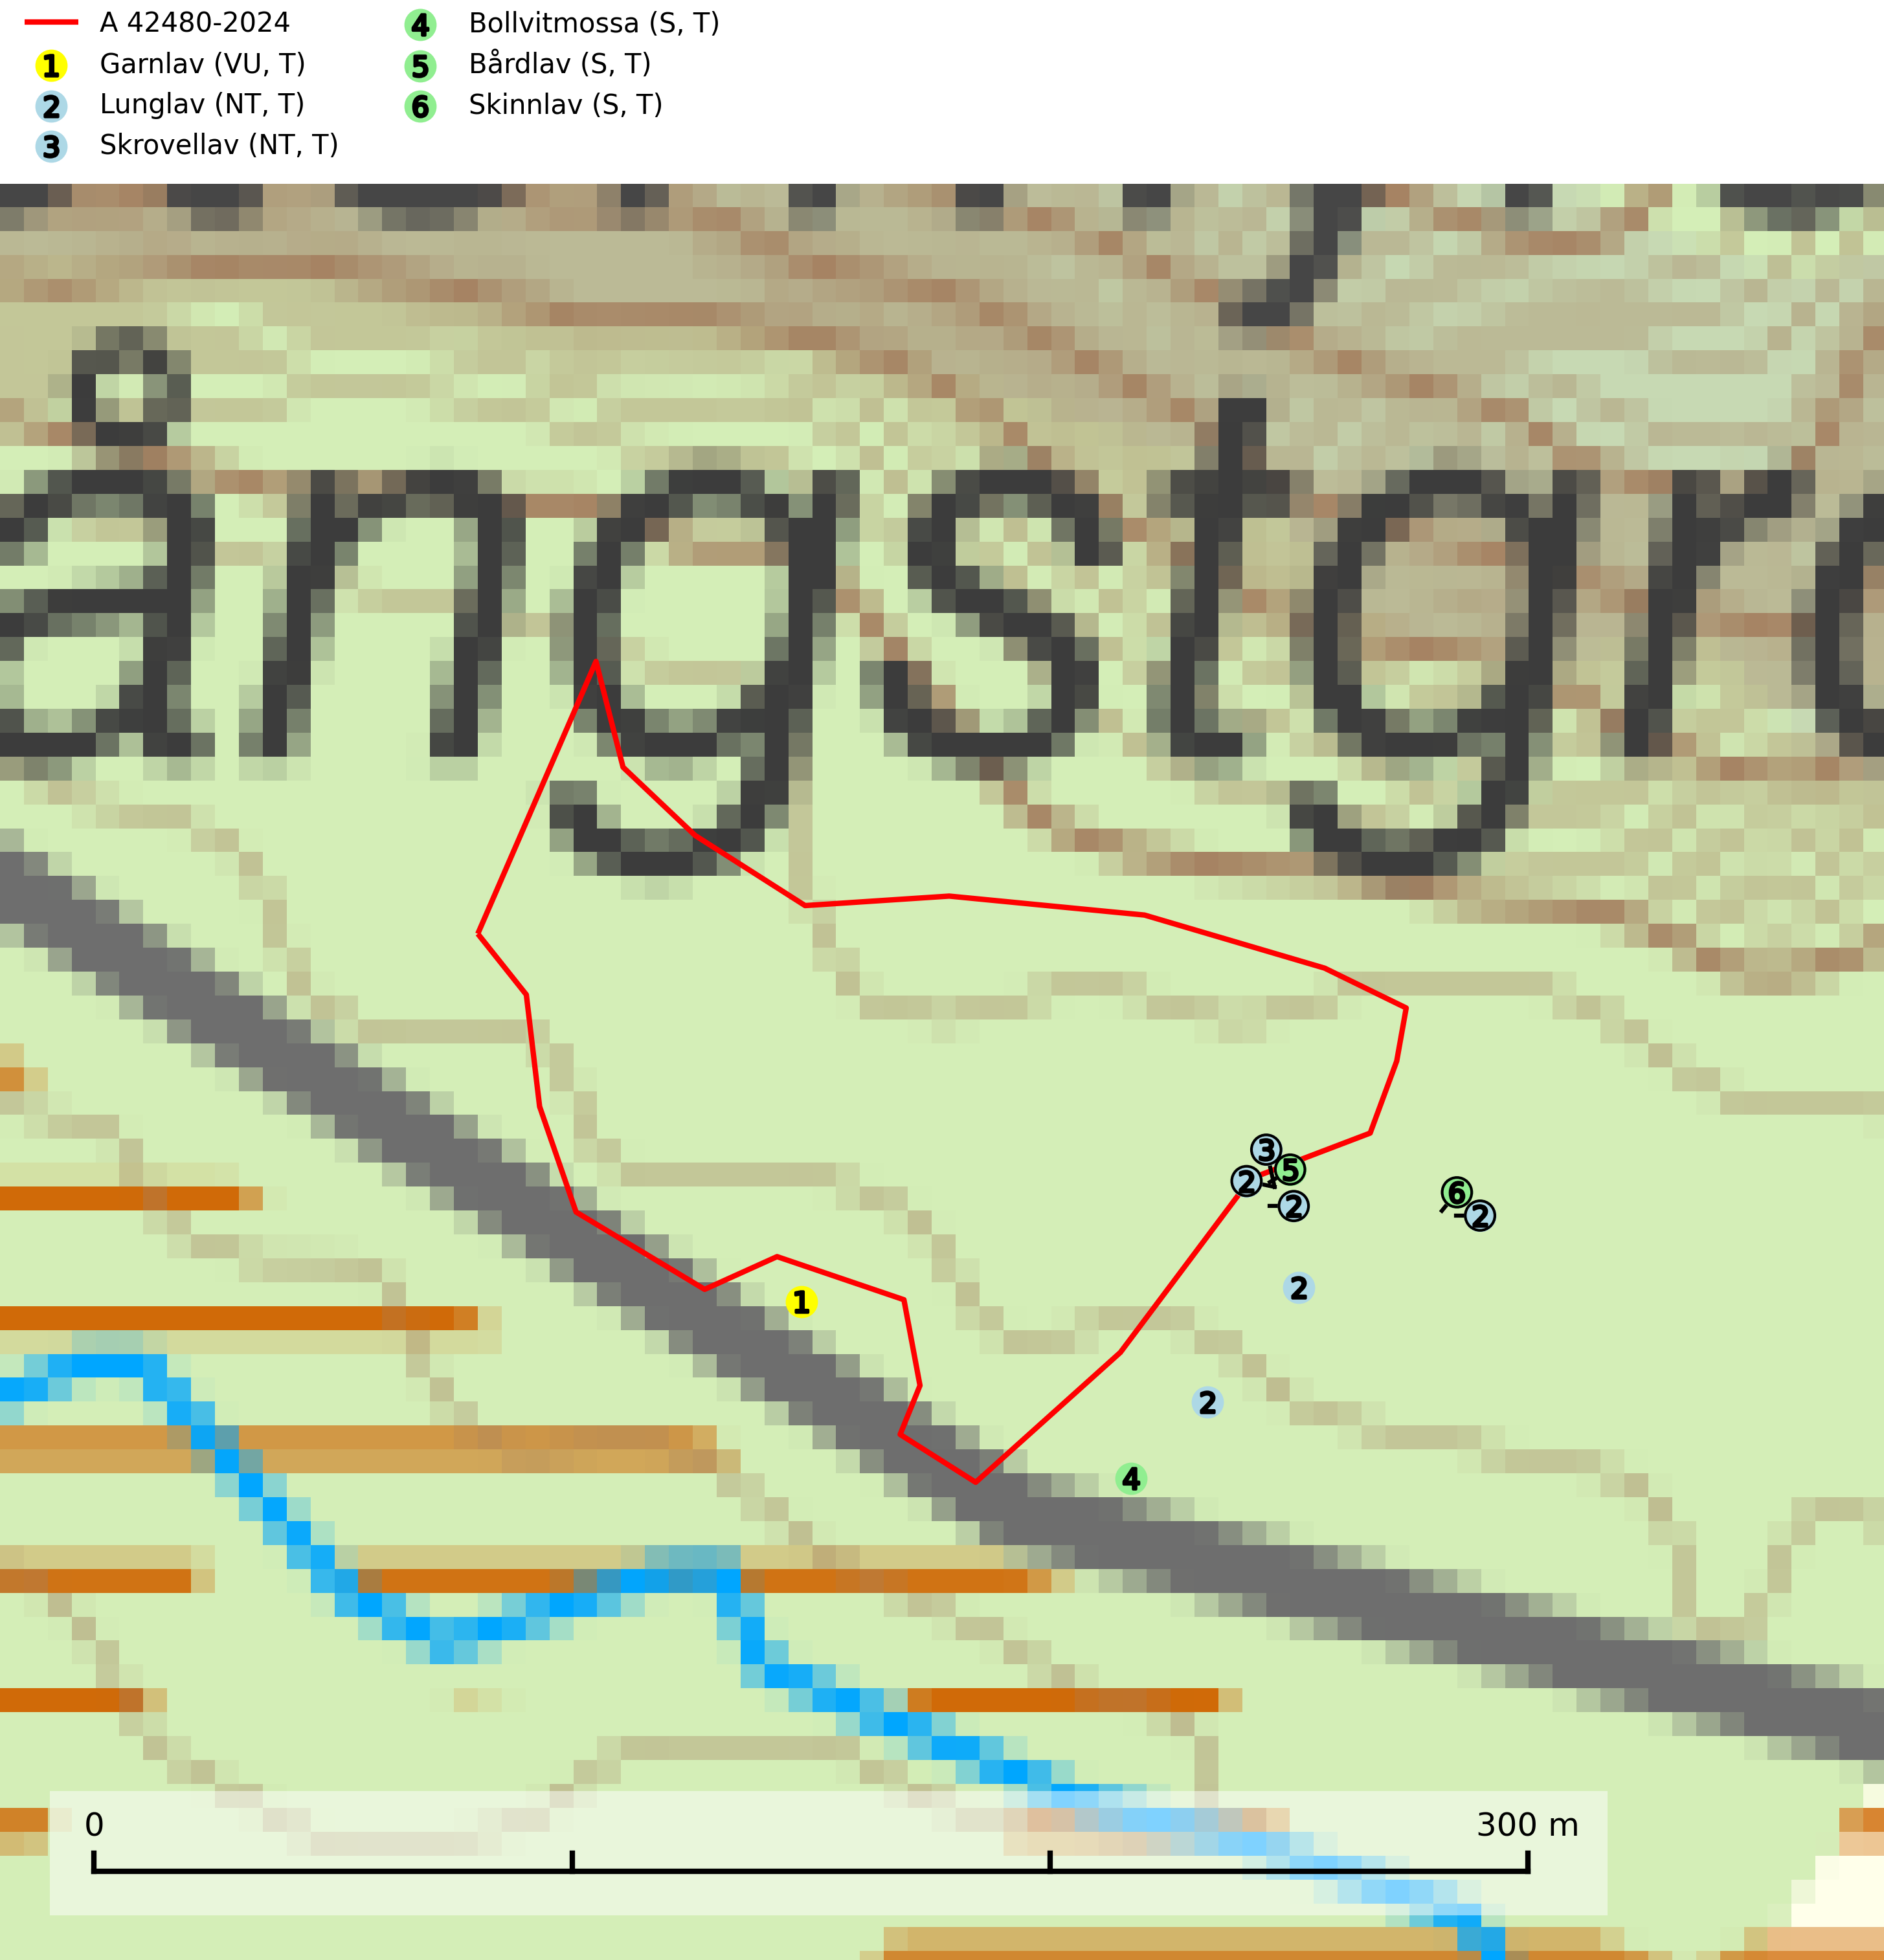 A 42480-2024
1 Garnlav (VU, T)
2 Lunglav (NT, T)
3 Skrovellav (NT, T)
4 Bollvitmossa (S, T)
5 Bårdlav (S, T)
6 Skinnlav (S, T)
3
5
2
2
6
2
1
2
2
4
0 300 m